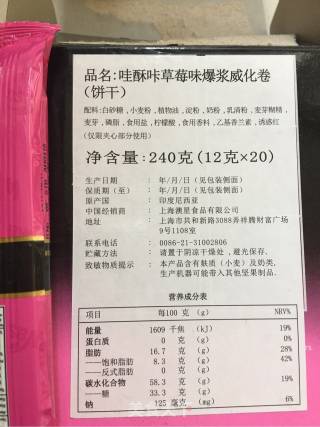 品名:哇酥咔草莓味爆浆威化卷
(饼干)
配料:白砂糖,小麦粉,植物油,淀粉,奶粉,乳清粉,麦芽糊精,
麦芽,磷脂,食用盐,柠檬酸,食用香料,乙基香兰素,诱惑红
(仅限夹心部分使用)
净含量:240克(12克×20)
生产日期 : 年/月/日(见包装侧面)
保质期(至) : 年/月/日(见包装侧面)
原产国 : 印度尼西亚
中国经销商 : 上海澳星食品有限公司
地址 : 上海市共和新路3088弄祥腾财富广场
9号1108室
联系电话 : 0086-21-31002806
贮藏方法 : 请置于阴凉干燥处,避光保存,
致敏物质提示 : 本产品含有麸质(小麦)及奶类,
生产机器可能带入其他坚果制品.
营养成分表
项目 每100 克 (g) NRV%
能量 1609 千焦 (kJ) 19%
蛋白质 0 克 (g) 0%
脂肪 16.7 克 (g) 28%
——饱和脂肪 8.3 克 (g) 42%
——反式脂肪 0 克 (g)
碳水化合物 58.3 克 (g) 19%
——糖 33.3 克 (g)
钠 125 毫克 (mg) 6%